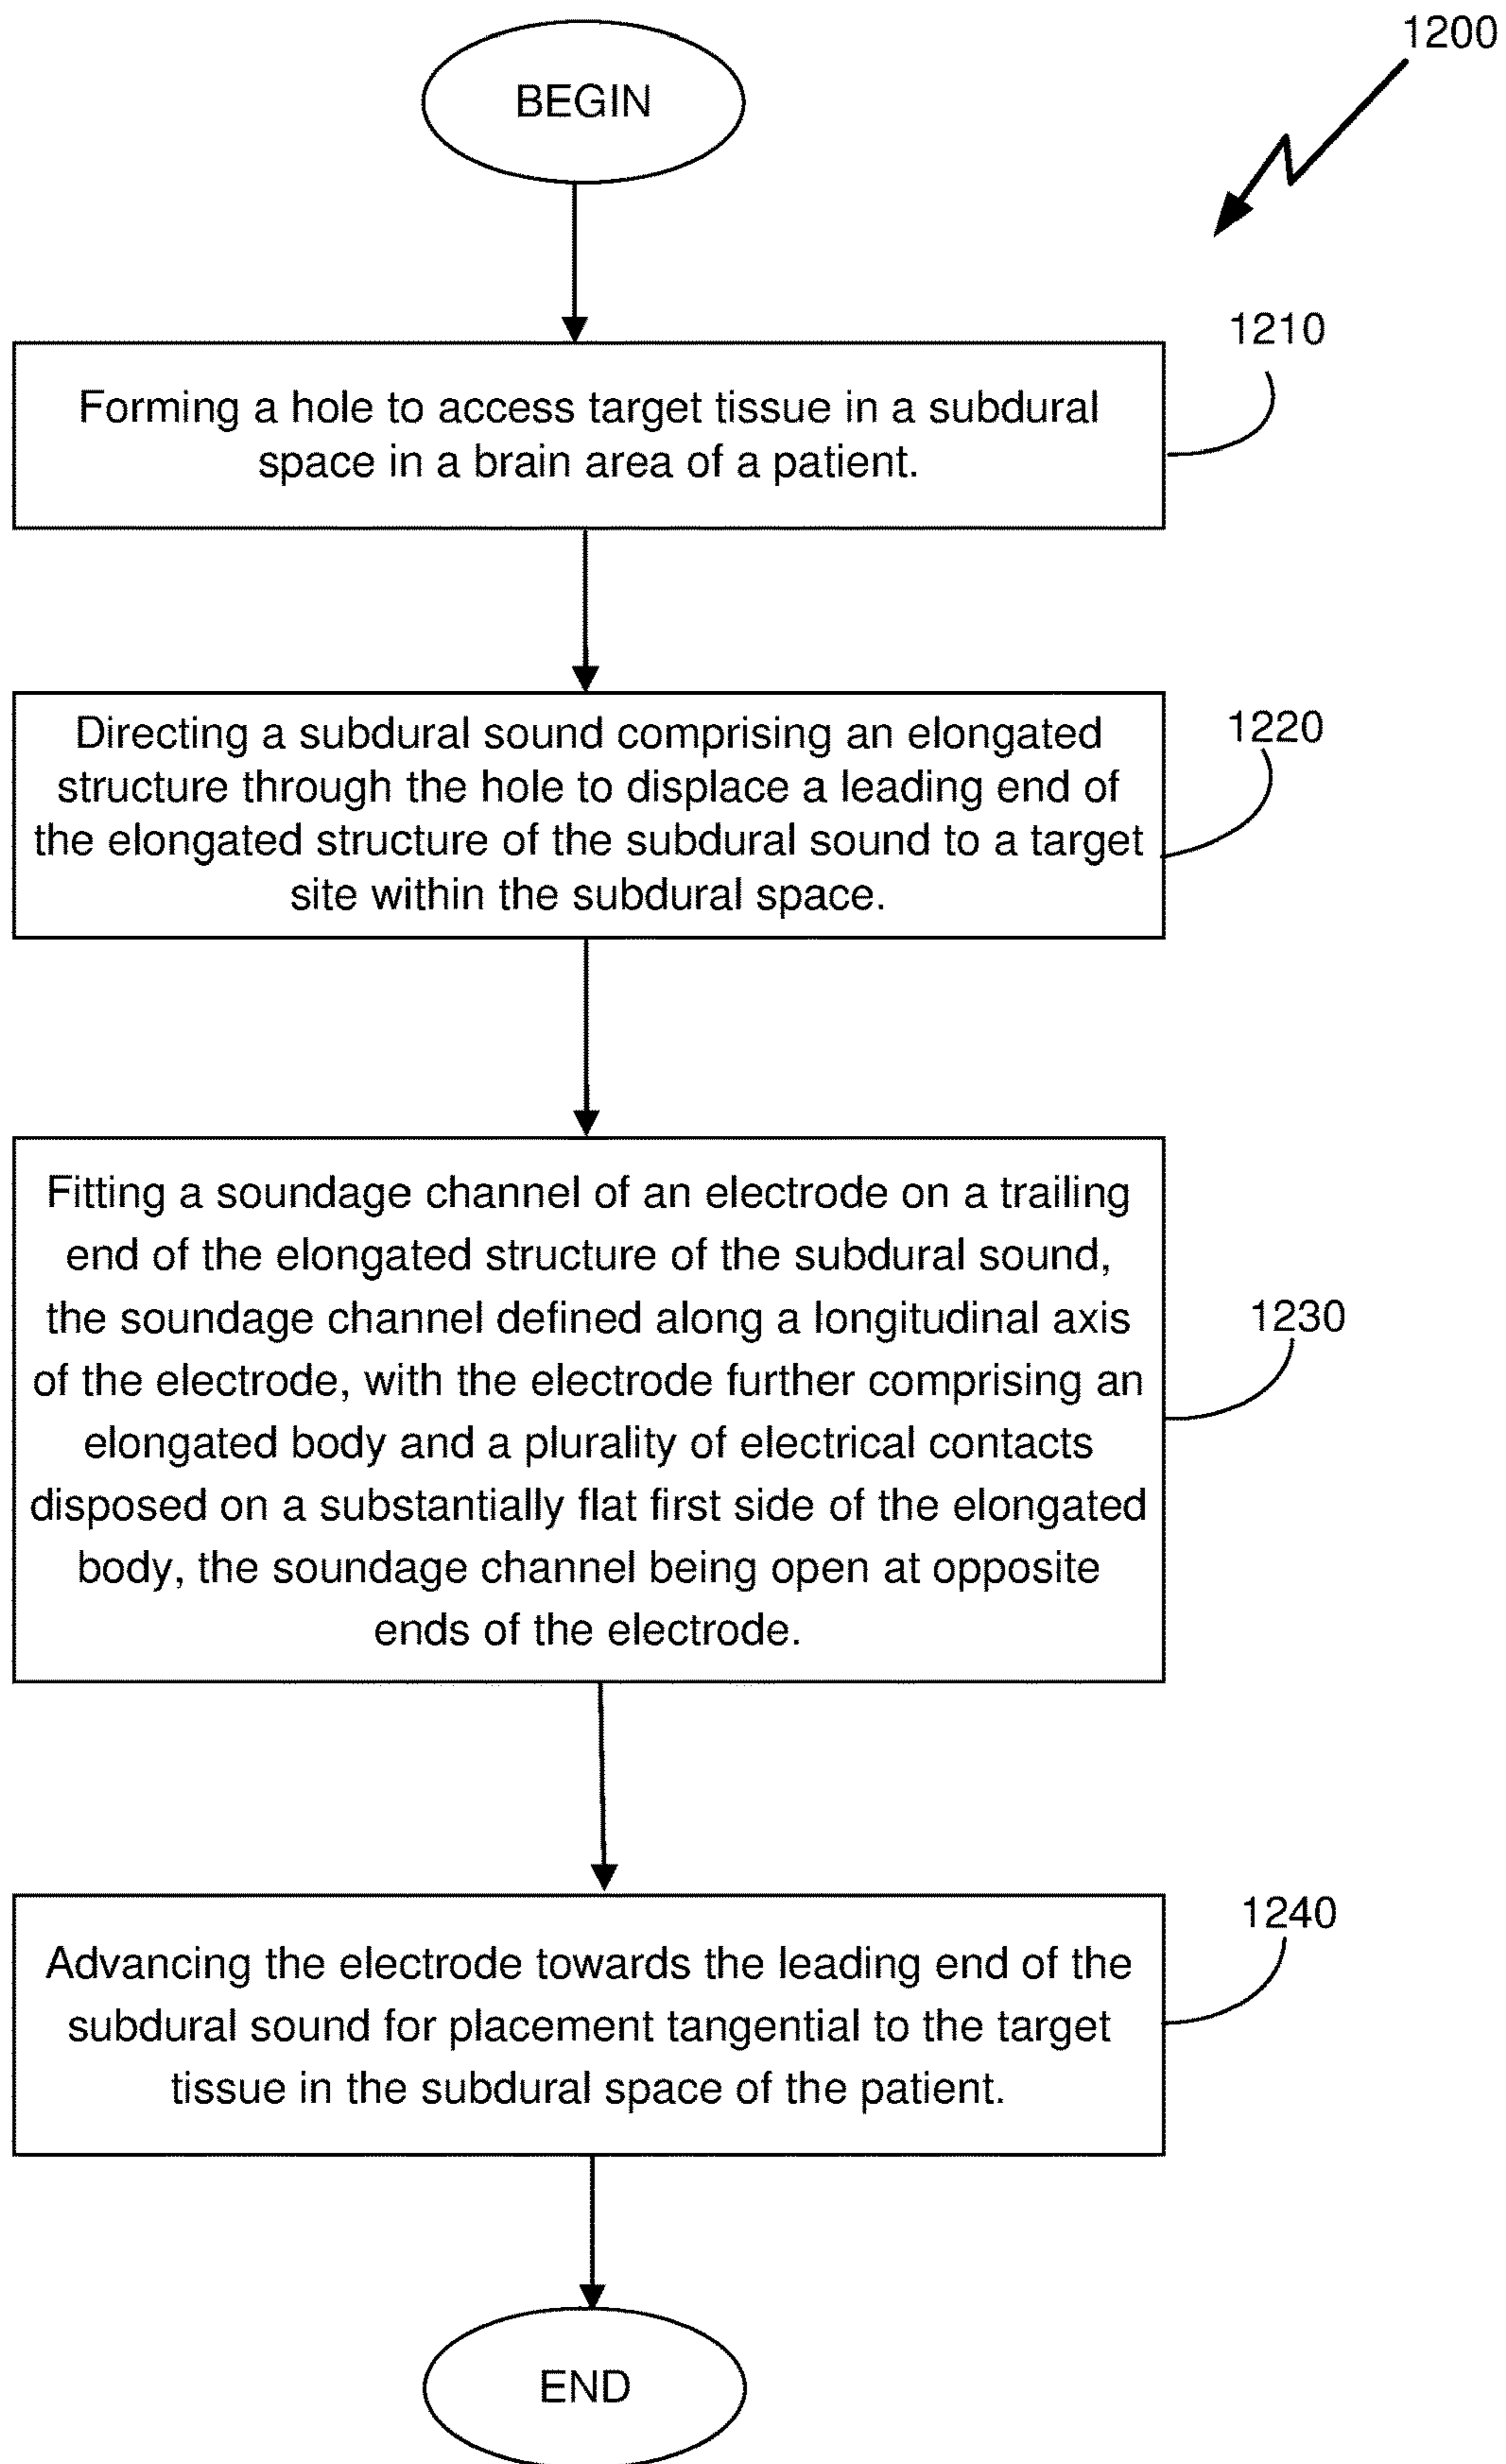 1200
BEGIN
1210
Forming a hole to access target tissue in a subdural
space in a brain area of a patient.
1220
Directing a subdural sound comprising an elongated
structure through the hole to displace a leading end of
the elongated structure of the subdural sound to a target
site within the subdural space.
Fitting a soundage channel of an electrode on a trailing
end of the elongated structure of the subdural sound,
the soundage channel defined along a longitudinal axis
1230
of the electrode, with the electrode further comprising an
elongated body and a plurality of electrical contacts
disposed on a substantially flat first side of the elongated
body, the soundage channel being open at opposite
ends of the electrode.
1240
Advancing the electrode towards the leading end of the
subdural sound for placement tangential to the target
tissue in the subdural space of the patient.
END